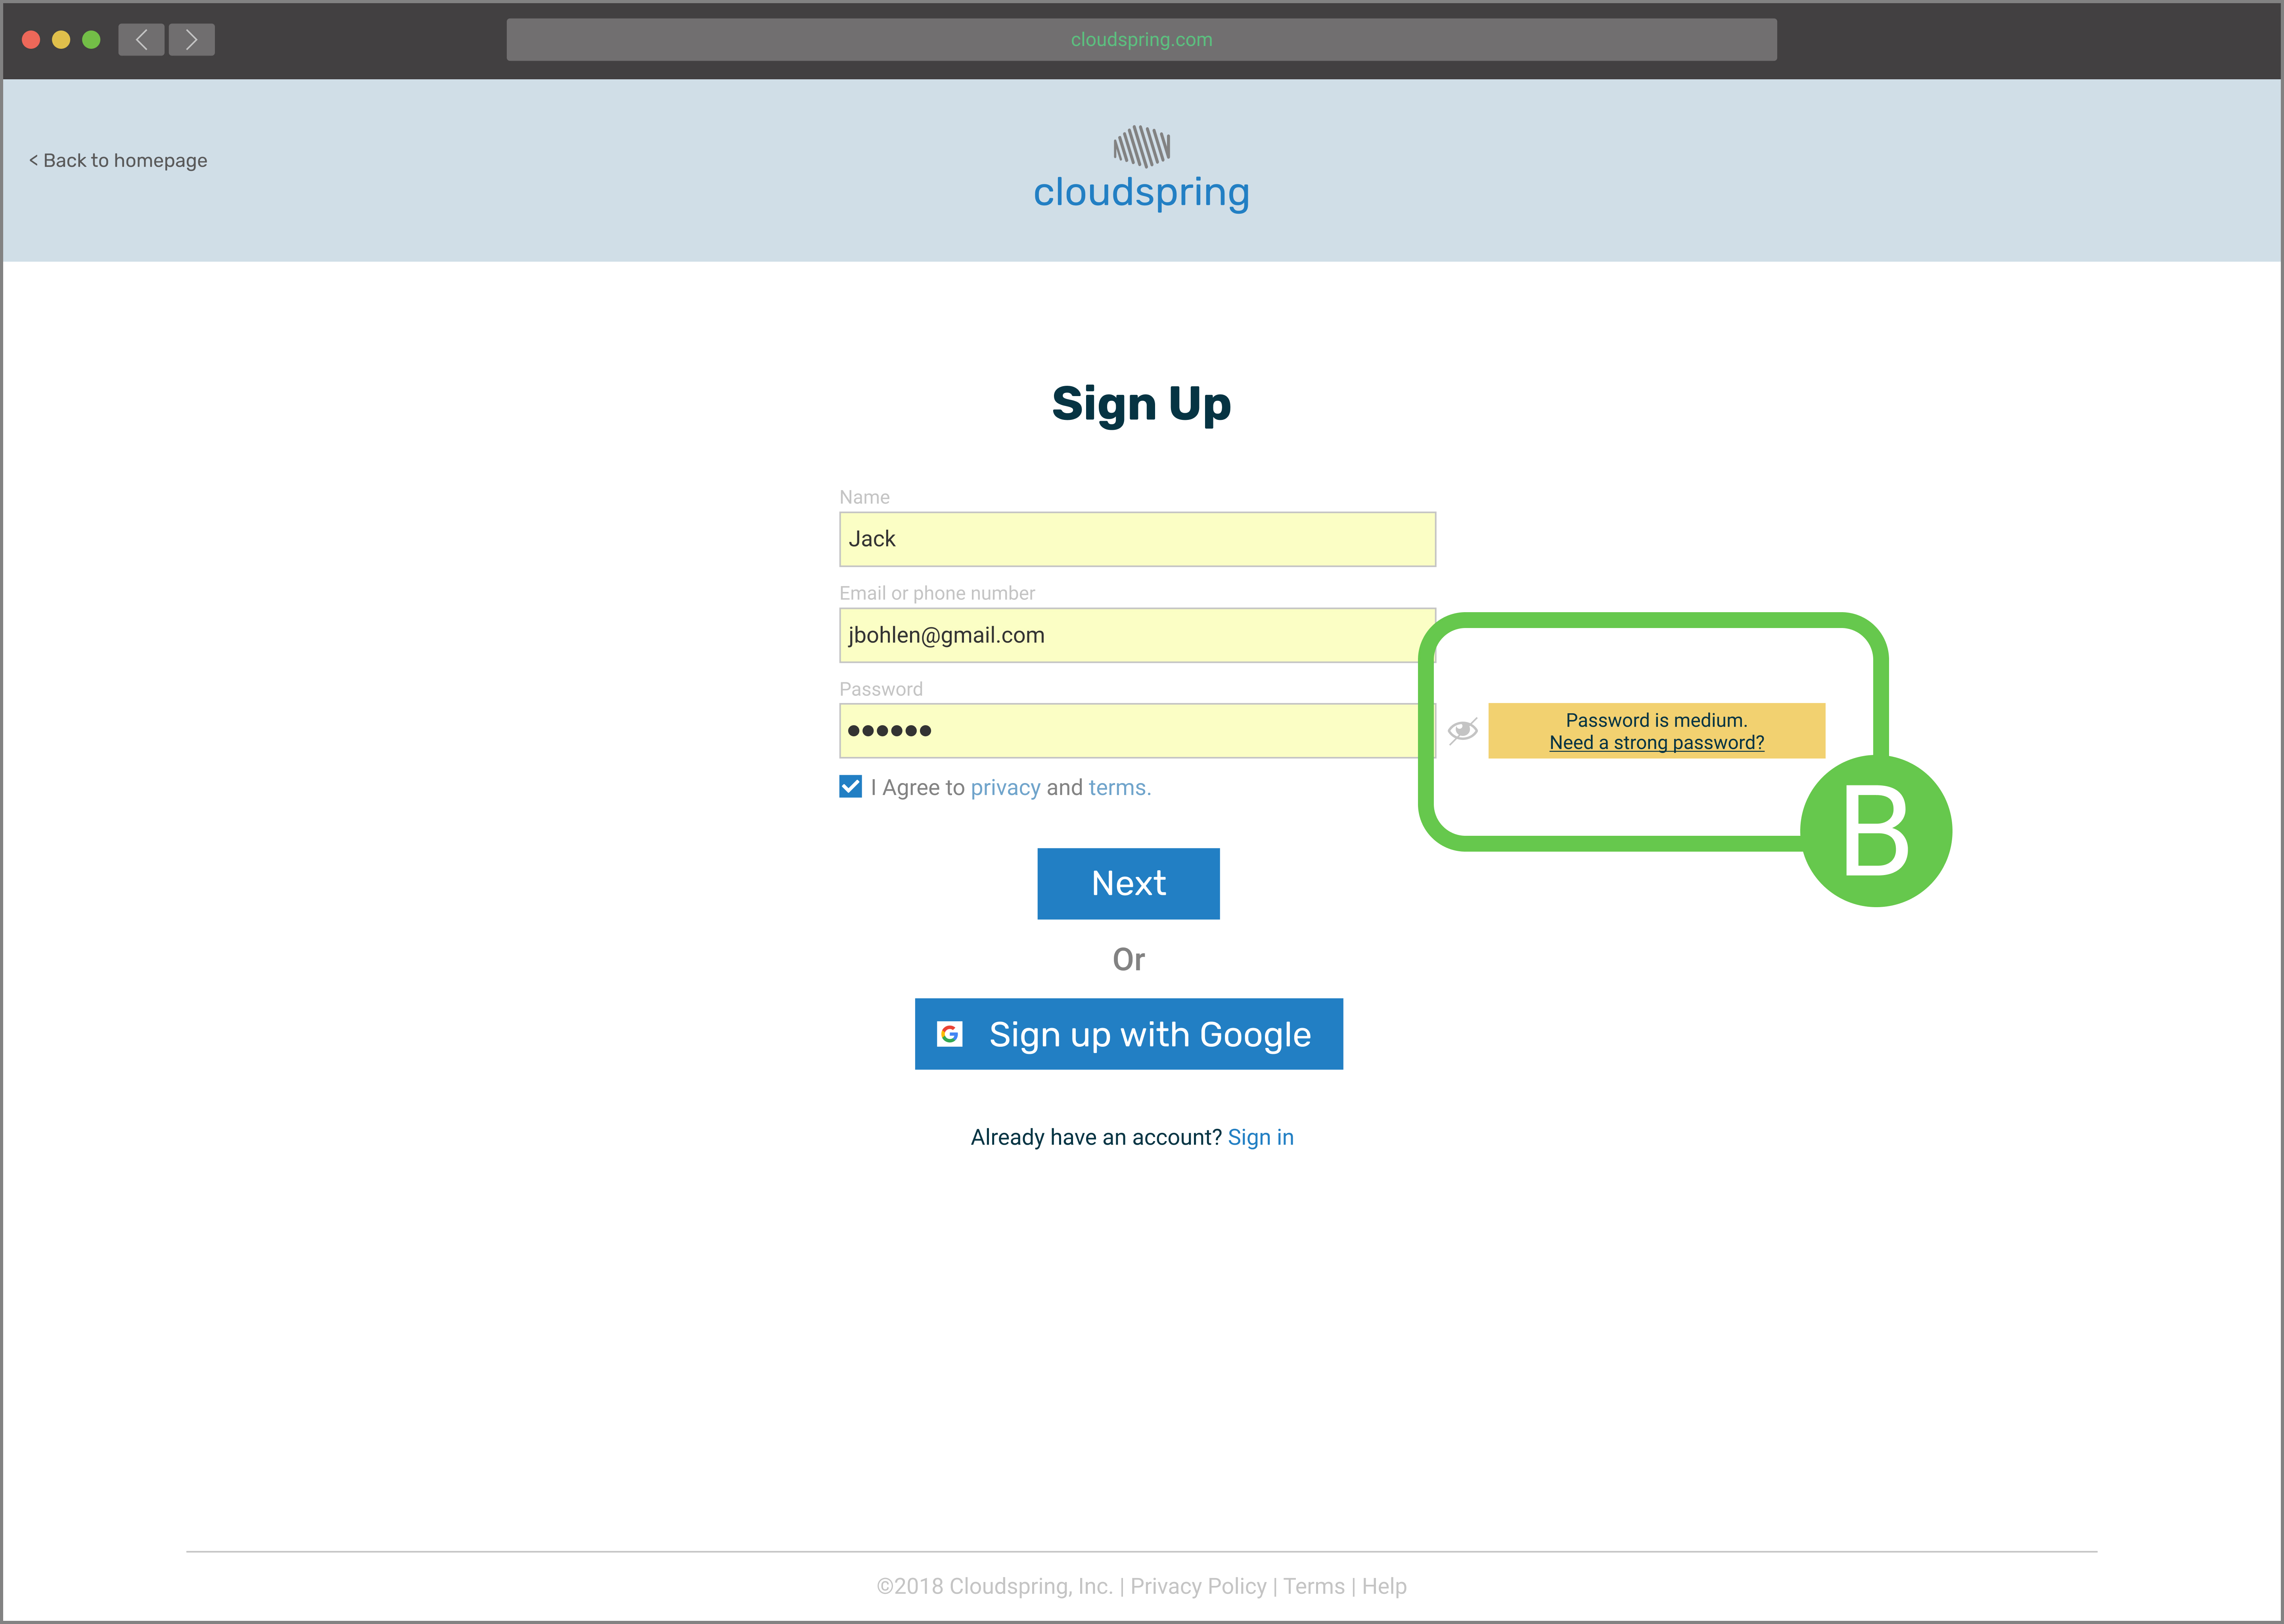 cloudspring.com
< Back to homepage
cloudspring
Sign Up
Name
Jack
Email or phone number
jbohlen@gmail.com
Password
••••••
Password is medium.
Need a strong password?
I Agree to privacy and terms.
B
Next
Or
G Sign up with Google
Already have an account? Sign in
©2018 Cloudspring, Inc. | Privacy Policy | Terms | Help